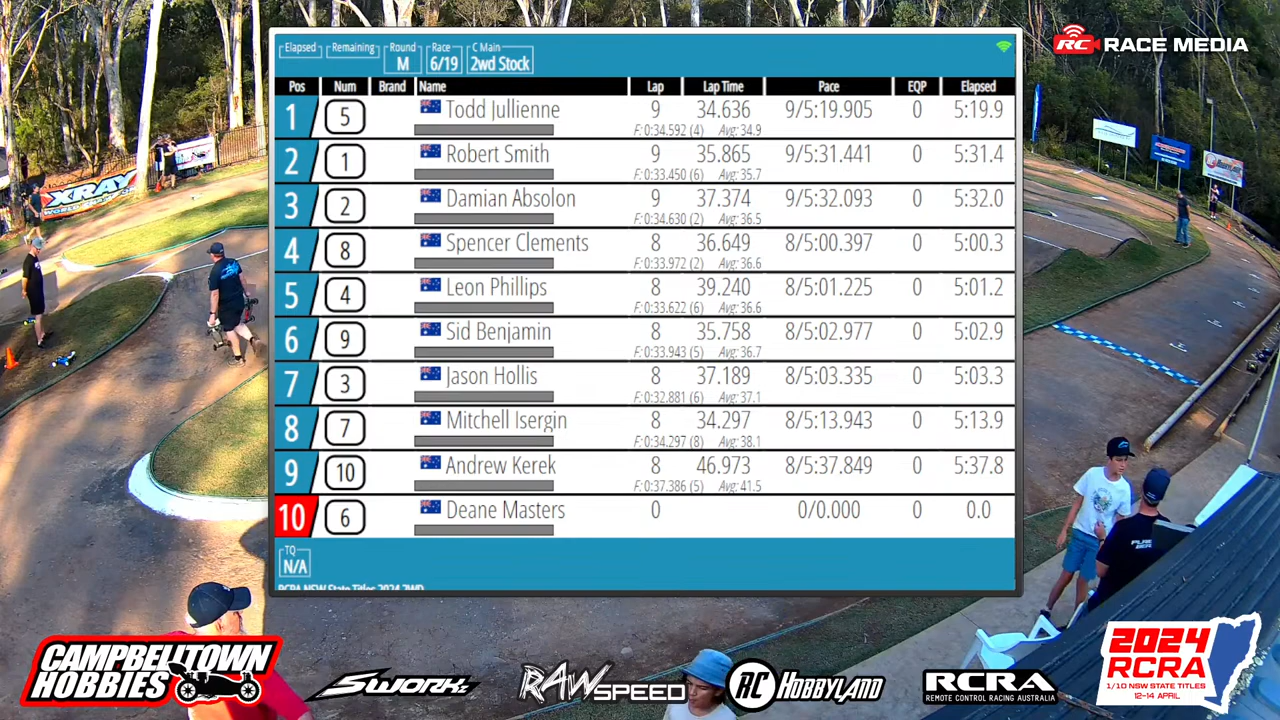 RC RACE MEDIA
Elapsed Remaining Round M Race 6/19 C Main 2wd Stock
Pos Num Brand Name Lap Lap Time Pace EQP Elapsed
1 5 Todd Jullienne 9 34.636 9/5:19.905 0 5:19.9
F: 0:34.592 (4) Avg: 34.9
2 1 Robert Smith 9 35.865 9/5:31.441 0 5:31.4
F: 0:33.450 (6) Avg: 35.7
3 2 Damian Absolon 9 37.374 9/5:32.093 0 5:32.0
F: 0:34.630 (2) Avg: 36.5
4 8 Spencer Clements 8 36.649 8/5:00.397 0 5:00.3
F: 0:33.972 (2) Avg: 36.6
5 4 Leon Phillips 8 39.240 8/5:01.225 0 5:01.2
F: 0:33.622 (6) Avg: 36.6
6 9 Sid Benjamin 8 35.758 8/5:02.977 0 5:02.9
F: 0:33.943 (5) Avg: 36.7
7 3 Jason Hollis 8 37.189 8/5:03.335 0 5:03.3
F: 0:32.881 (6) Avg: 37.1
8 7 Mitchell Isergin 8 34.297 8/5:13.943 0 5:13.9
F: 0:34.297 (8) Avg: 38.1
9 10 Andrew Kerek 8 46.973 8/5:37.849 0 5:37.8
F: 0:37.386 (5) Avg: 41.5
10 6 Deane Masters 0 0/0.000 0 0.0
TQ
N/A
RCRA NSW State Titles 2024 2WD
XRAY
CAMPBELLTOWN
HOBBIES
SWORKz
RAW SPEED
RC HOBBYLAND
RCRA
REMOTE CONTROL RACING AUSTRALIA
2024
RCRA
1/10 NSW STATE TITLES
12-14 APRIL